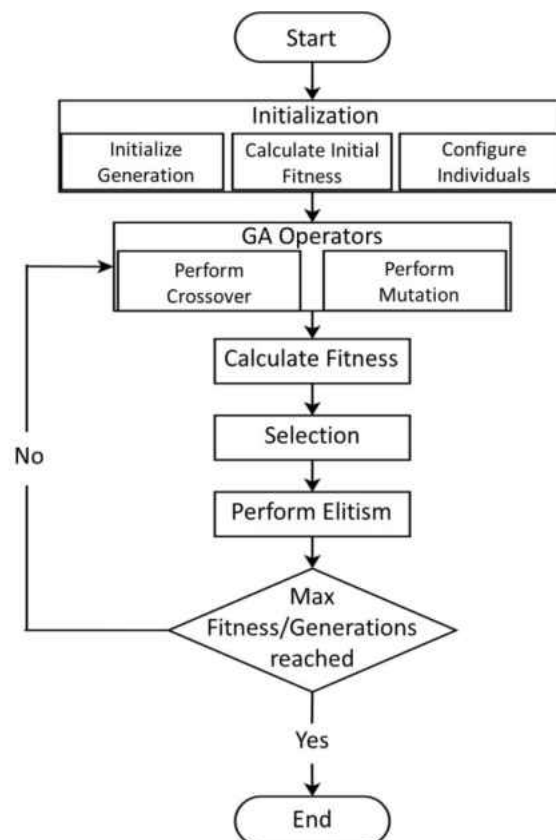 Start
Initialization
Initialize
Generation
Calculate Initial
Fitness
Configure
Individuals
GA Operators
Perform
Crossover
Perform
Mutation
Calculate Fitness
Selection
No
Perform Elitism
Max
Fitness/Generations
reached
Yes
End